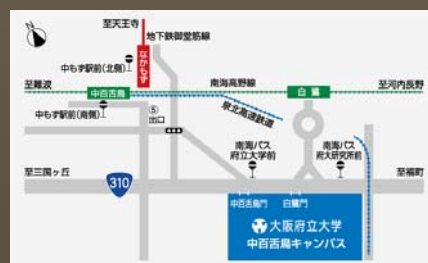 至天王寺
地下鉄御堂筋線
なかもず
中もず駅前(北側)
至難波
中百舌鳥
南海高野線
白鷺
至河内長野
泉北高速鉄道
中もず駅前(南側)
⑤
出口
南海バス
府立大学前
南海バス
府大研究所前
至三国ヶ丘
310
至福町
中百舌鳥門
白鷺門
大阪府立大学
中百舌鳥キャンパス